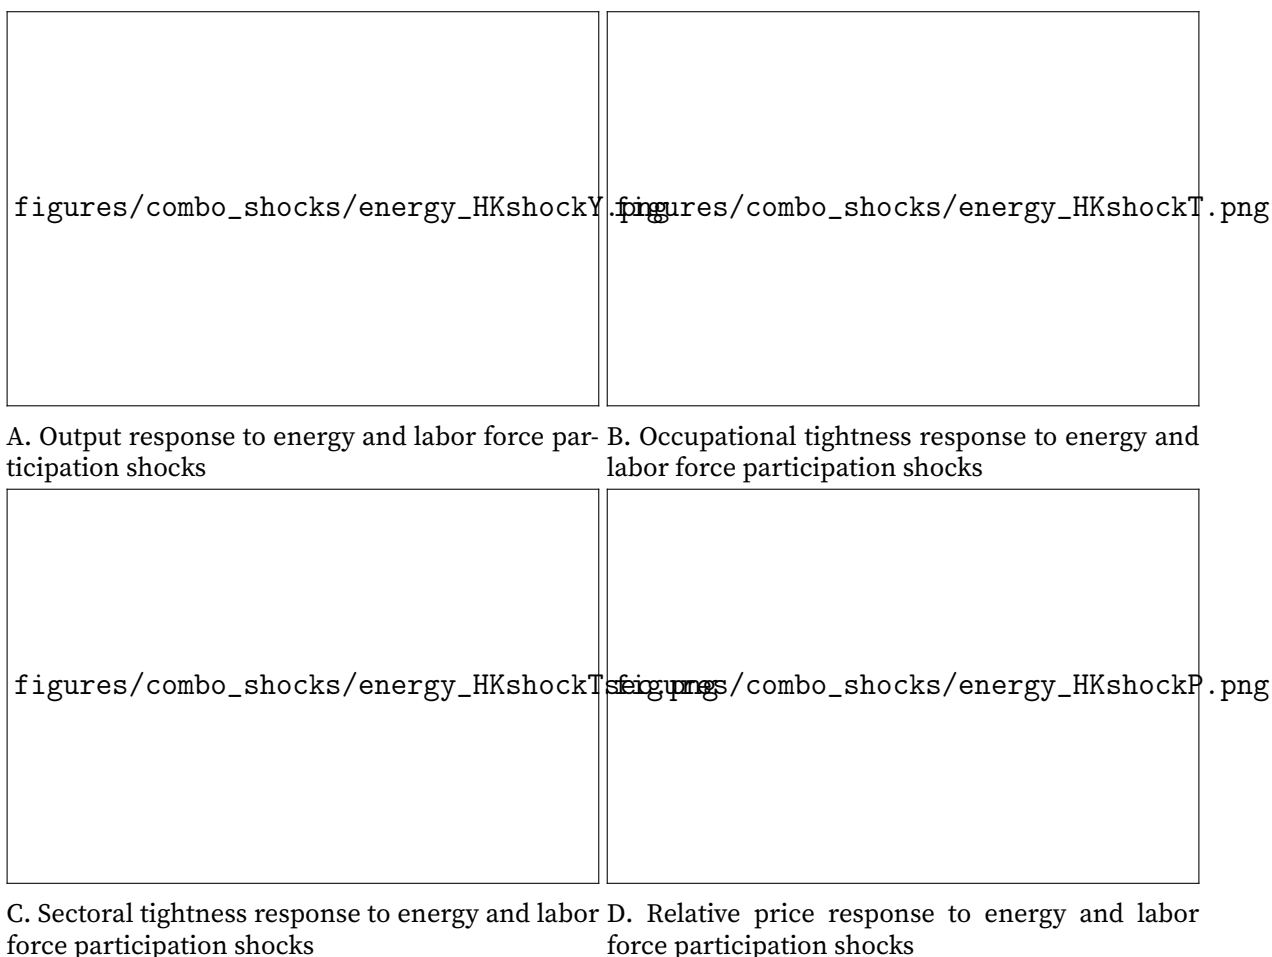 figures/combo_shocks/energy_HKshockY.png
figures/combo_shocks/energy_HKshockT.png
A. Output response to energy and labor force par-
ticipation shocks
B. Occupational tightness response to energy and
labor force participation shocks
figures/combo_shocks/energy_HKshockTsec.png
figures/combo_shocks/energy_HKshockP.png
C. Sectoral tightness response to energy and labor
force participation shocks
D. Relative price response to energy and labor
force participation shocks